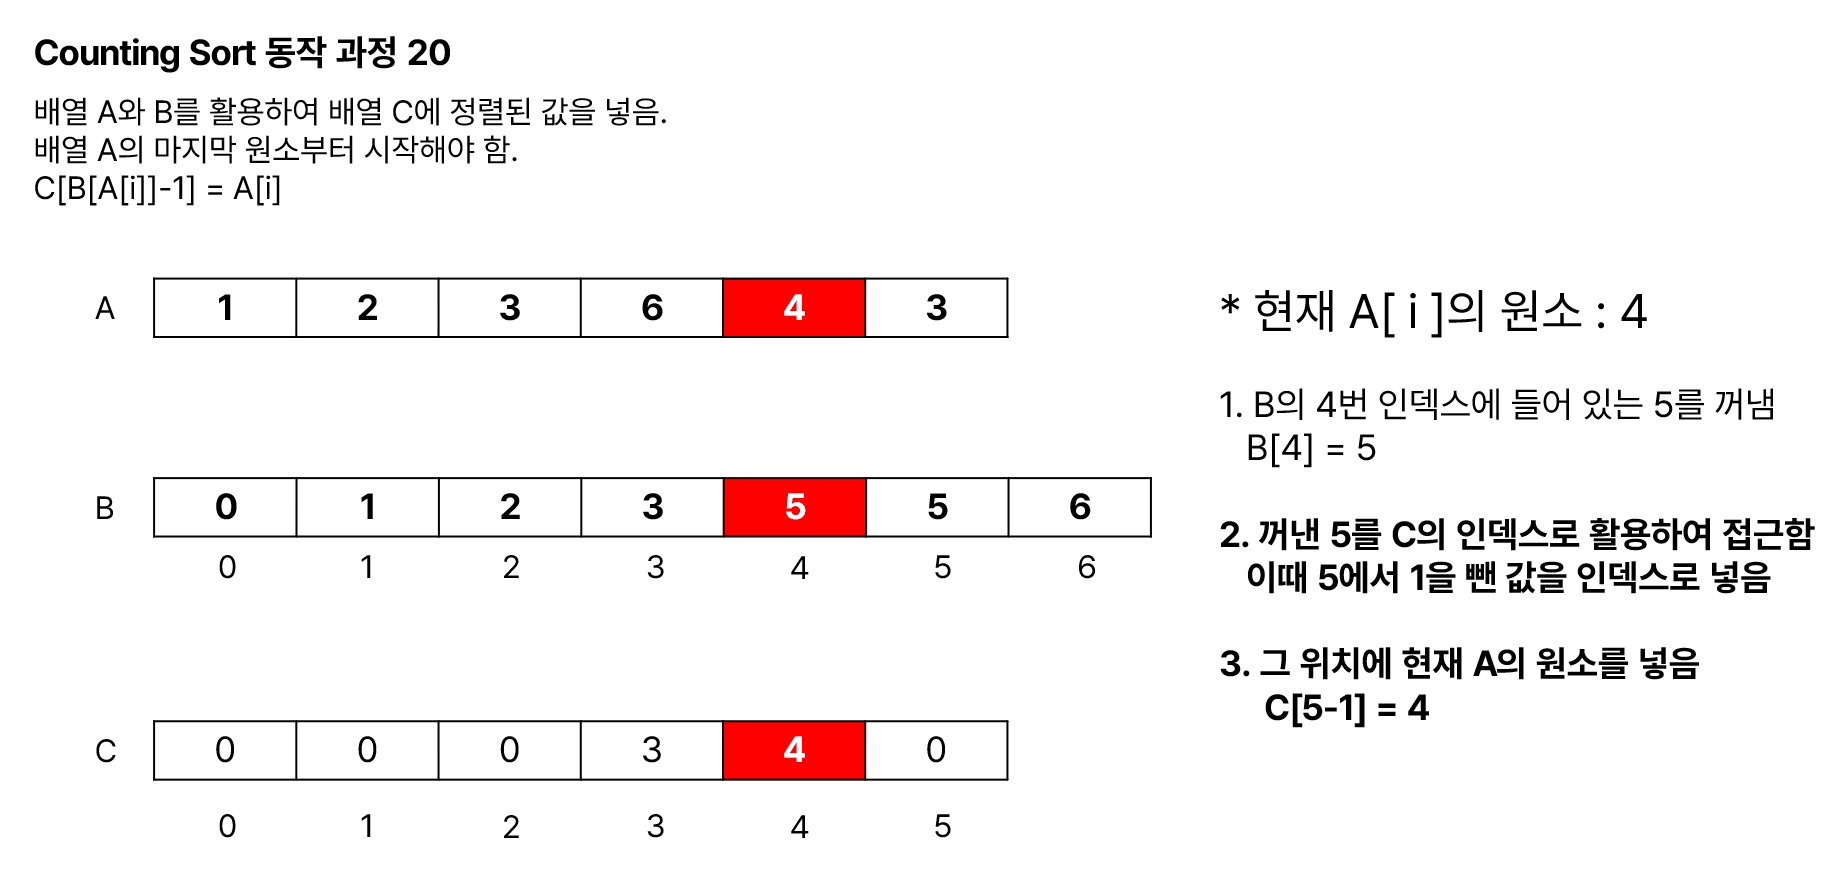 Counting Sort 동작 과정 20
배열 A와 B를 활용하여 배열 C에 정렬된 값을 넣음.
배열 A의 마지막 원소부터 시작해야 함.
C[B[A[i]]-1] = A[i]
A 1 2 3 6 4 3
B 0 1 2 3 5 5 6
0 1 2 3 4 5 6
C 0 0 0 3 4 0
0 1 2 3 4 5
* 현재 A[ i ]의 원소 : 4
1. B의 4번 인덱스에 들어 있는 5를 꺼냄
B[4] = 5
2. 꺼낸 5를 C의 인덱스로 활용하여 접근함
이때 5에서 1을 뺀 값을 인덱스로 넣음
3. 그 위치에 현재 A의 원소를 넣음
C[5-1] = 4